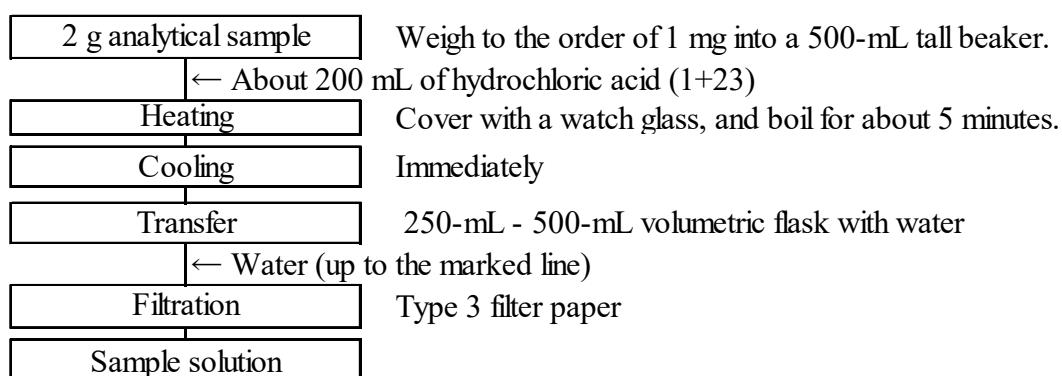 2 g analytical sample Weigh to the order of 1 mg into a 500-mL tall beaker.
← About 200 mL of hydrochloric acid (1+23)
Heating Cover with a watch glass, and boil for about 5 minutes.
Cooling Immediately
Transfer 250-mL - 500-mL volumetric flask with water
← Water (up to the marked line)
Filtration Type 3 filter paper
Sample solution